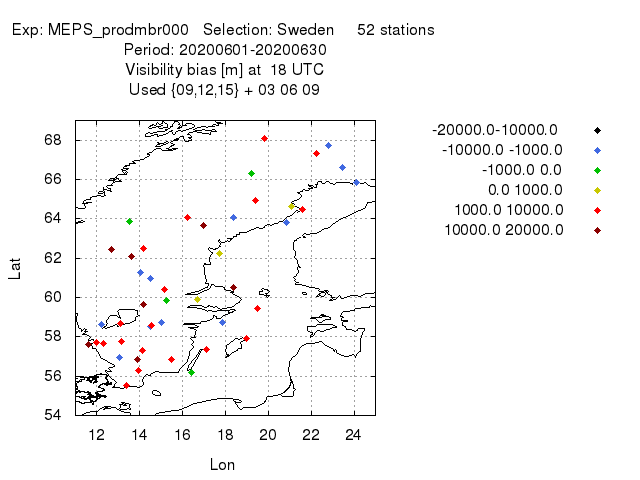 Exp: MEPS_prodmbr000 Selection: Sweden 52 stations
Period: 20200601-20200630
Visibility bias [m] at 18 UTC
Used {09,12,15} + 03 06 09
-20000.0-10000.0
-10000.0 -1000.0
-1000.0 0.0
0.0 1000.0
1000.0 10000.0
10000.0 20000.0
68
66
64
62
60
58
56
54
Lat
12 14 16 18 20 22 24
Lon